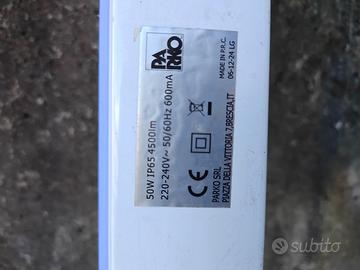 PA
RKO
MADE IN P.R.C.
06-12-24 LG
50W IP65 4500lm
220-240V~ 50/60Hz 600mA
CE
PARKO SRL
PIAZZA DELLA VITTORIA 7,BRESCIA,IT
subito